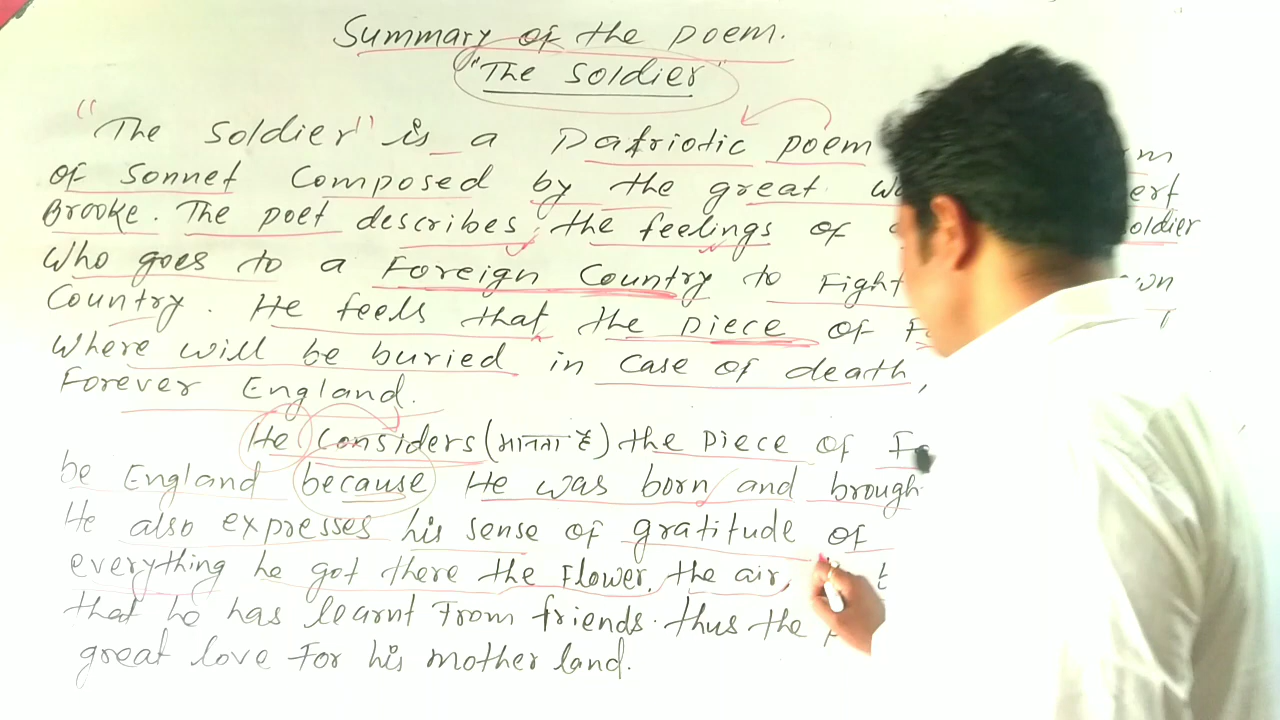 Summary of the poem.
"The Soldier"
"The Soldier" is a Patriotic poem
of Sonnet Composed by the great
Brooke. The poet describes, the feelings of
Who goes to a Foreign Country to Fight
Country. He feels that the piece of
Where will be buried in case of death,
Forever England.
He Considers (मानता है) the piece of
be England because He was born and
He also expresses his sense of gratitude of
everything he got there the Flower, the air,
that he has learnt From friends. thus the
great love For his mother land.